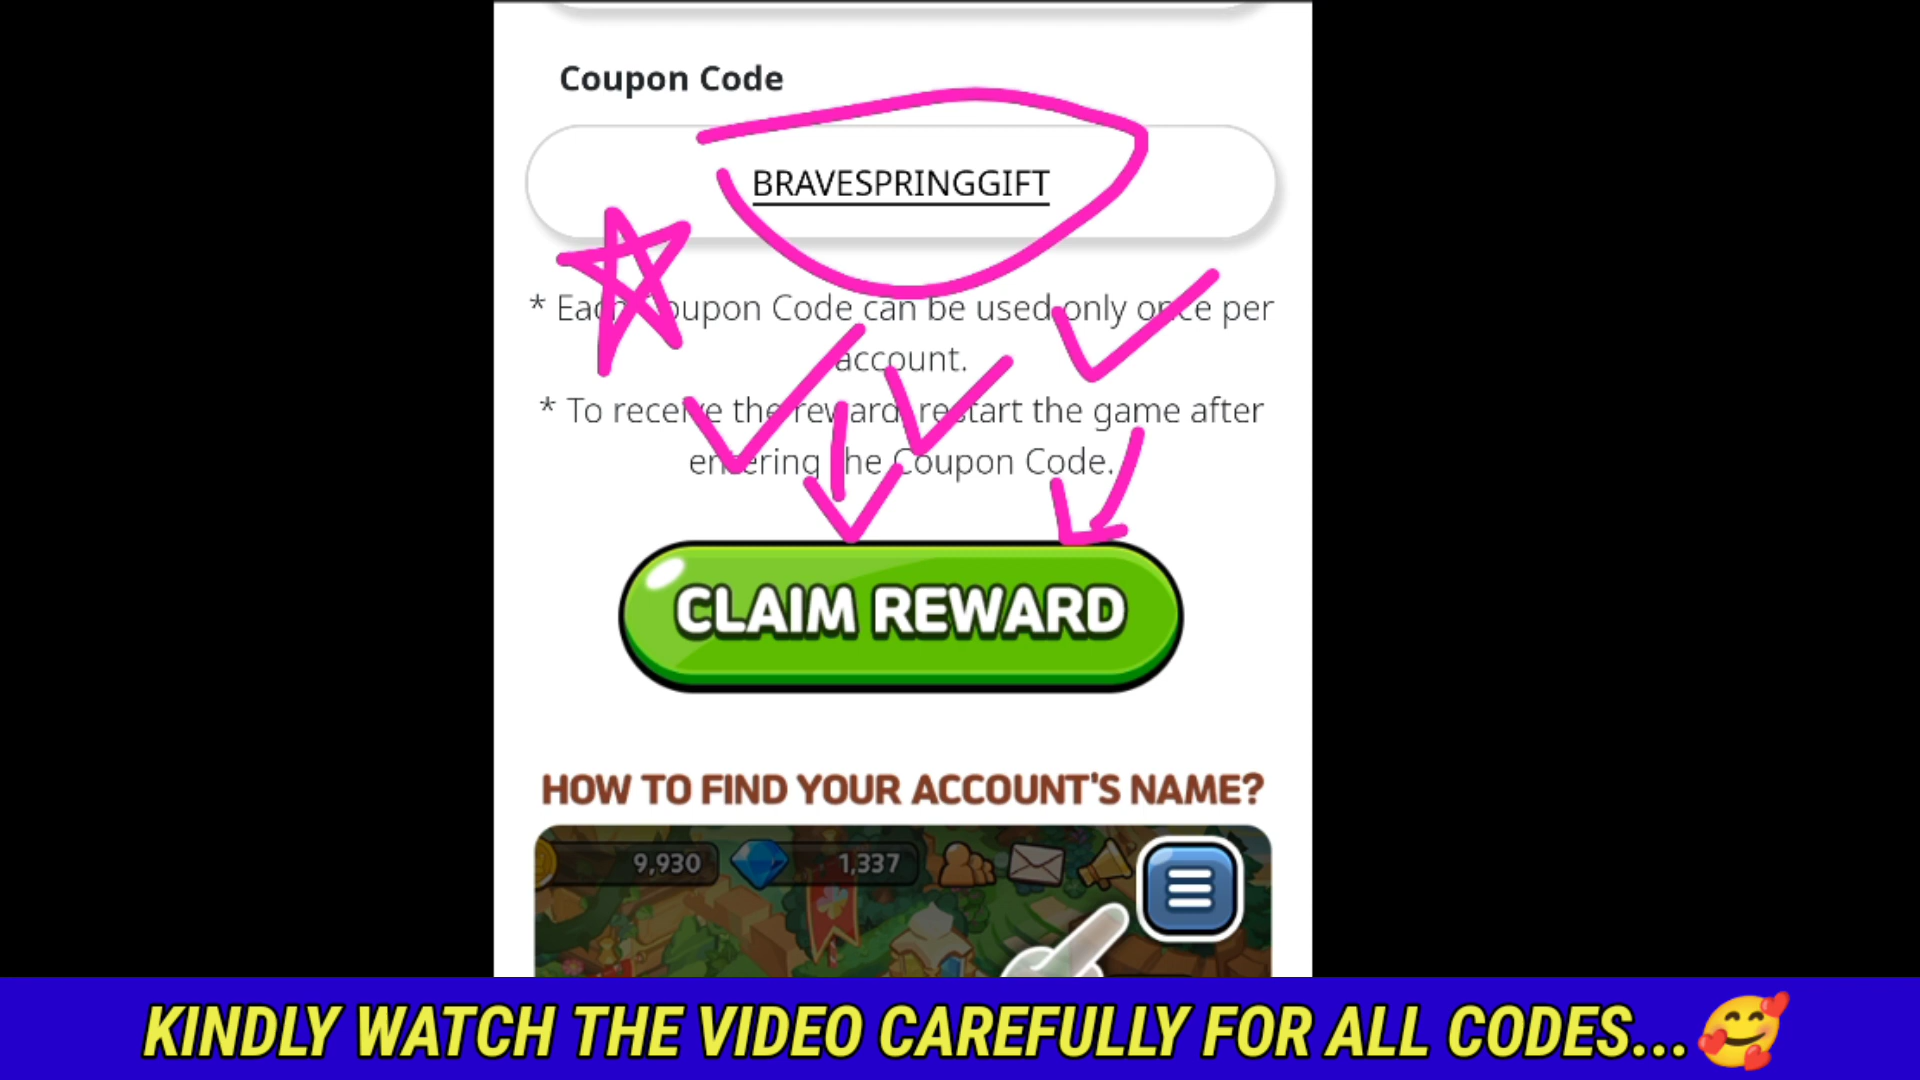 Coupon Code
BRAVESPRINGGIFT
* Each Coupon Code can be used only once per
account.
* To receive the reward, restart the game after
entering the Coupon Code.
CLAIM REWARD
HOW TO FIND YOUR ACCOUNT'S NAME?
9,930 1,337
KINDLY WATCH THE VIDEO CAREFULLY FOR ALL CODES...🥰